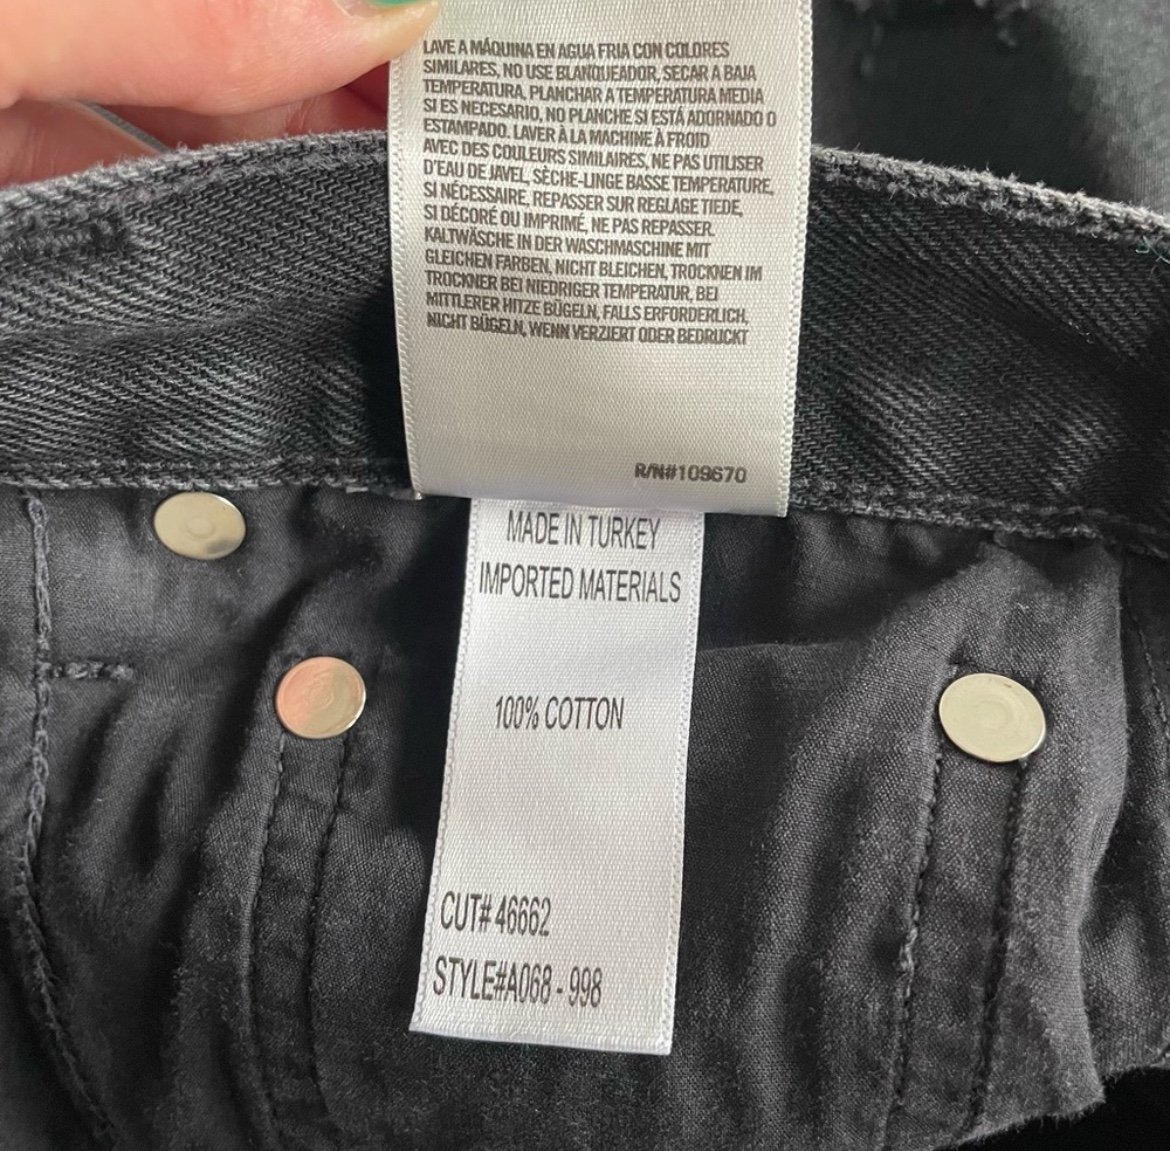 LAVE A MÁQUINA EN AGUA FRIA CON COLORES
SIMILARES, NO USE BLANQUEADOR, SECAR A BAJA
TEMPERATURA, PLANCHAR A TEMPERATURA MEDIA
SI ES NECESARIO, NO PLANCHE SI ESTÁ ADORNADO O
ESTAMPADO. LAVER À LA MACHINE À FROID
AVEC DES COULEURS SIMILAIRES, NE PAS UTILISER
D'EAU DE JAVEL, SÈCHE-LINGE BASSE TEMPERATURE,
SI NÉCESSAIRE, REPASSER SUR REGLAGE TIEDE,
SI DÉCORÉ OU IMPRIMÉ, NE PAS REPASSER.
KALTWÄSCHE IN DER WASCHMASCHINE MIT
GLEICHEN FARBEN, NICHT BLEICHEN, TROCKNEN IM
TROCKNER BEI NIEDRIGER TEMPERATUR, BEI
MITTLERER HITZE BÜGELN, FALLS ERFORDERLICH,
NICHT BÜGELN, WENN VERZIERT ODER BEDRUCKT
R/N#109670
MADE IN TURKEY
IMPORTED MATERIALS
100% COTTON
CUT# 46662
STYLE#A068 - 998